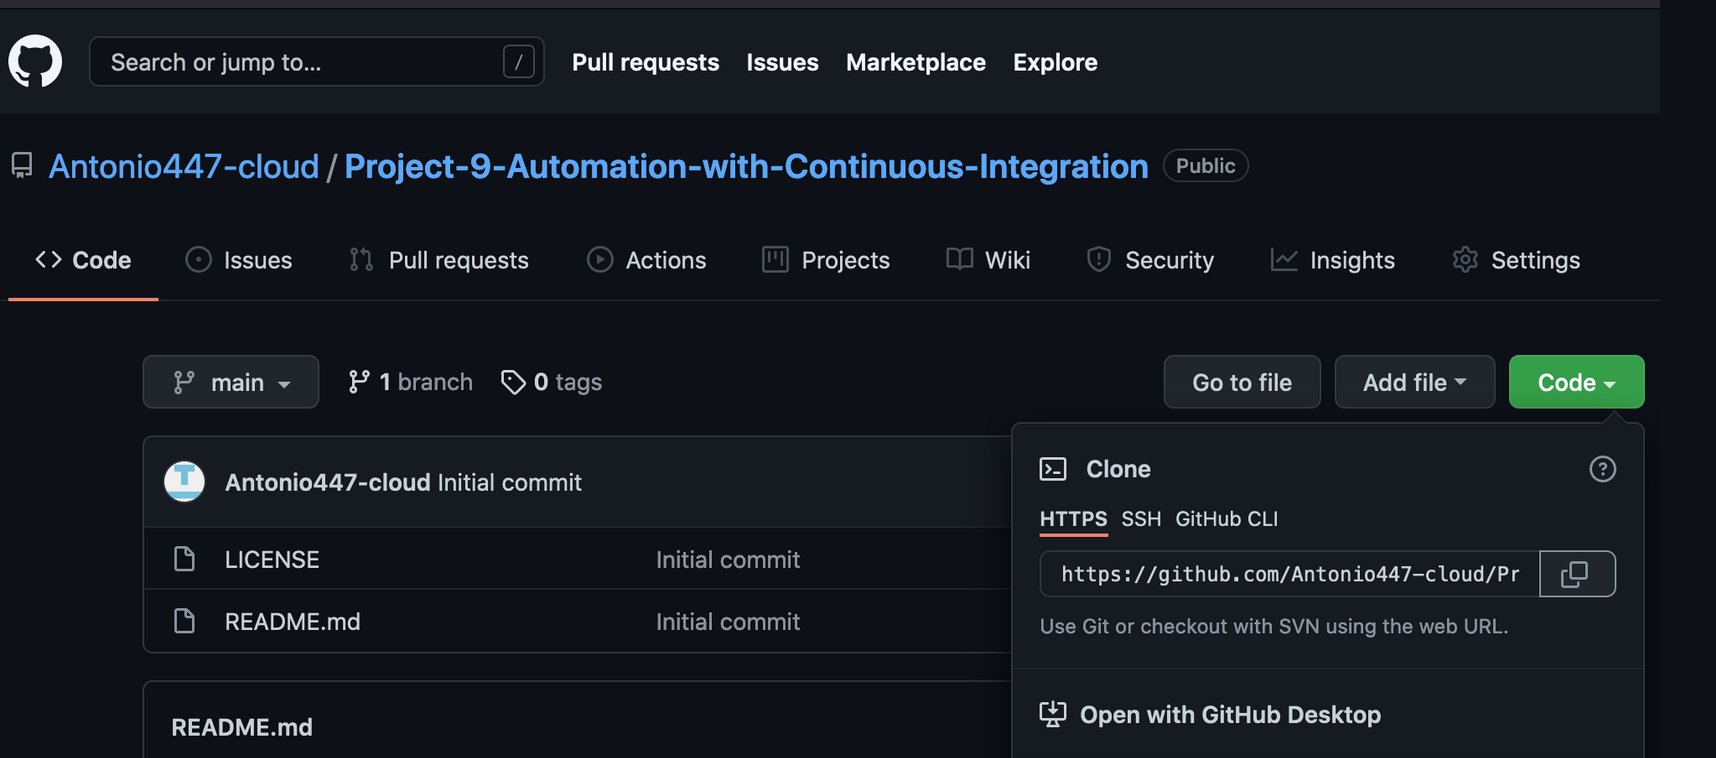 Search or jump to... /
Pull requests Issues Marketplace Explore
Antonio447-cloud / Project-9-Automation-with-Continuous-Integration Public
Code Issues Pull requests Actions Projects Wiki Security Insights Settings
main 1 branch 0 tags Go to file Add file Code
Antonio447-cloud Initial commit
LICENSE Initial commit
README.md Initial commit
README.md
Clone
HTTPS SSH GitHub CLI
https://github.com/Antonio447-cloud/Pr
Use Git or checkout with SVN using the web URL.
Open with GitHub Desktop